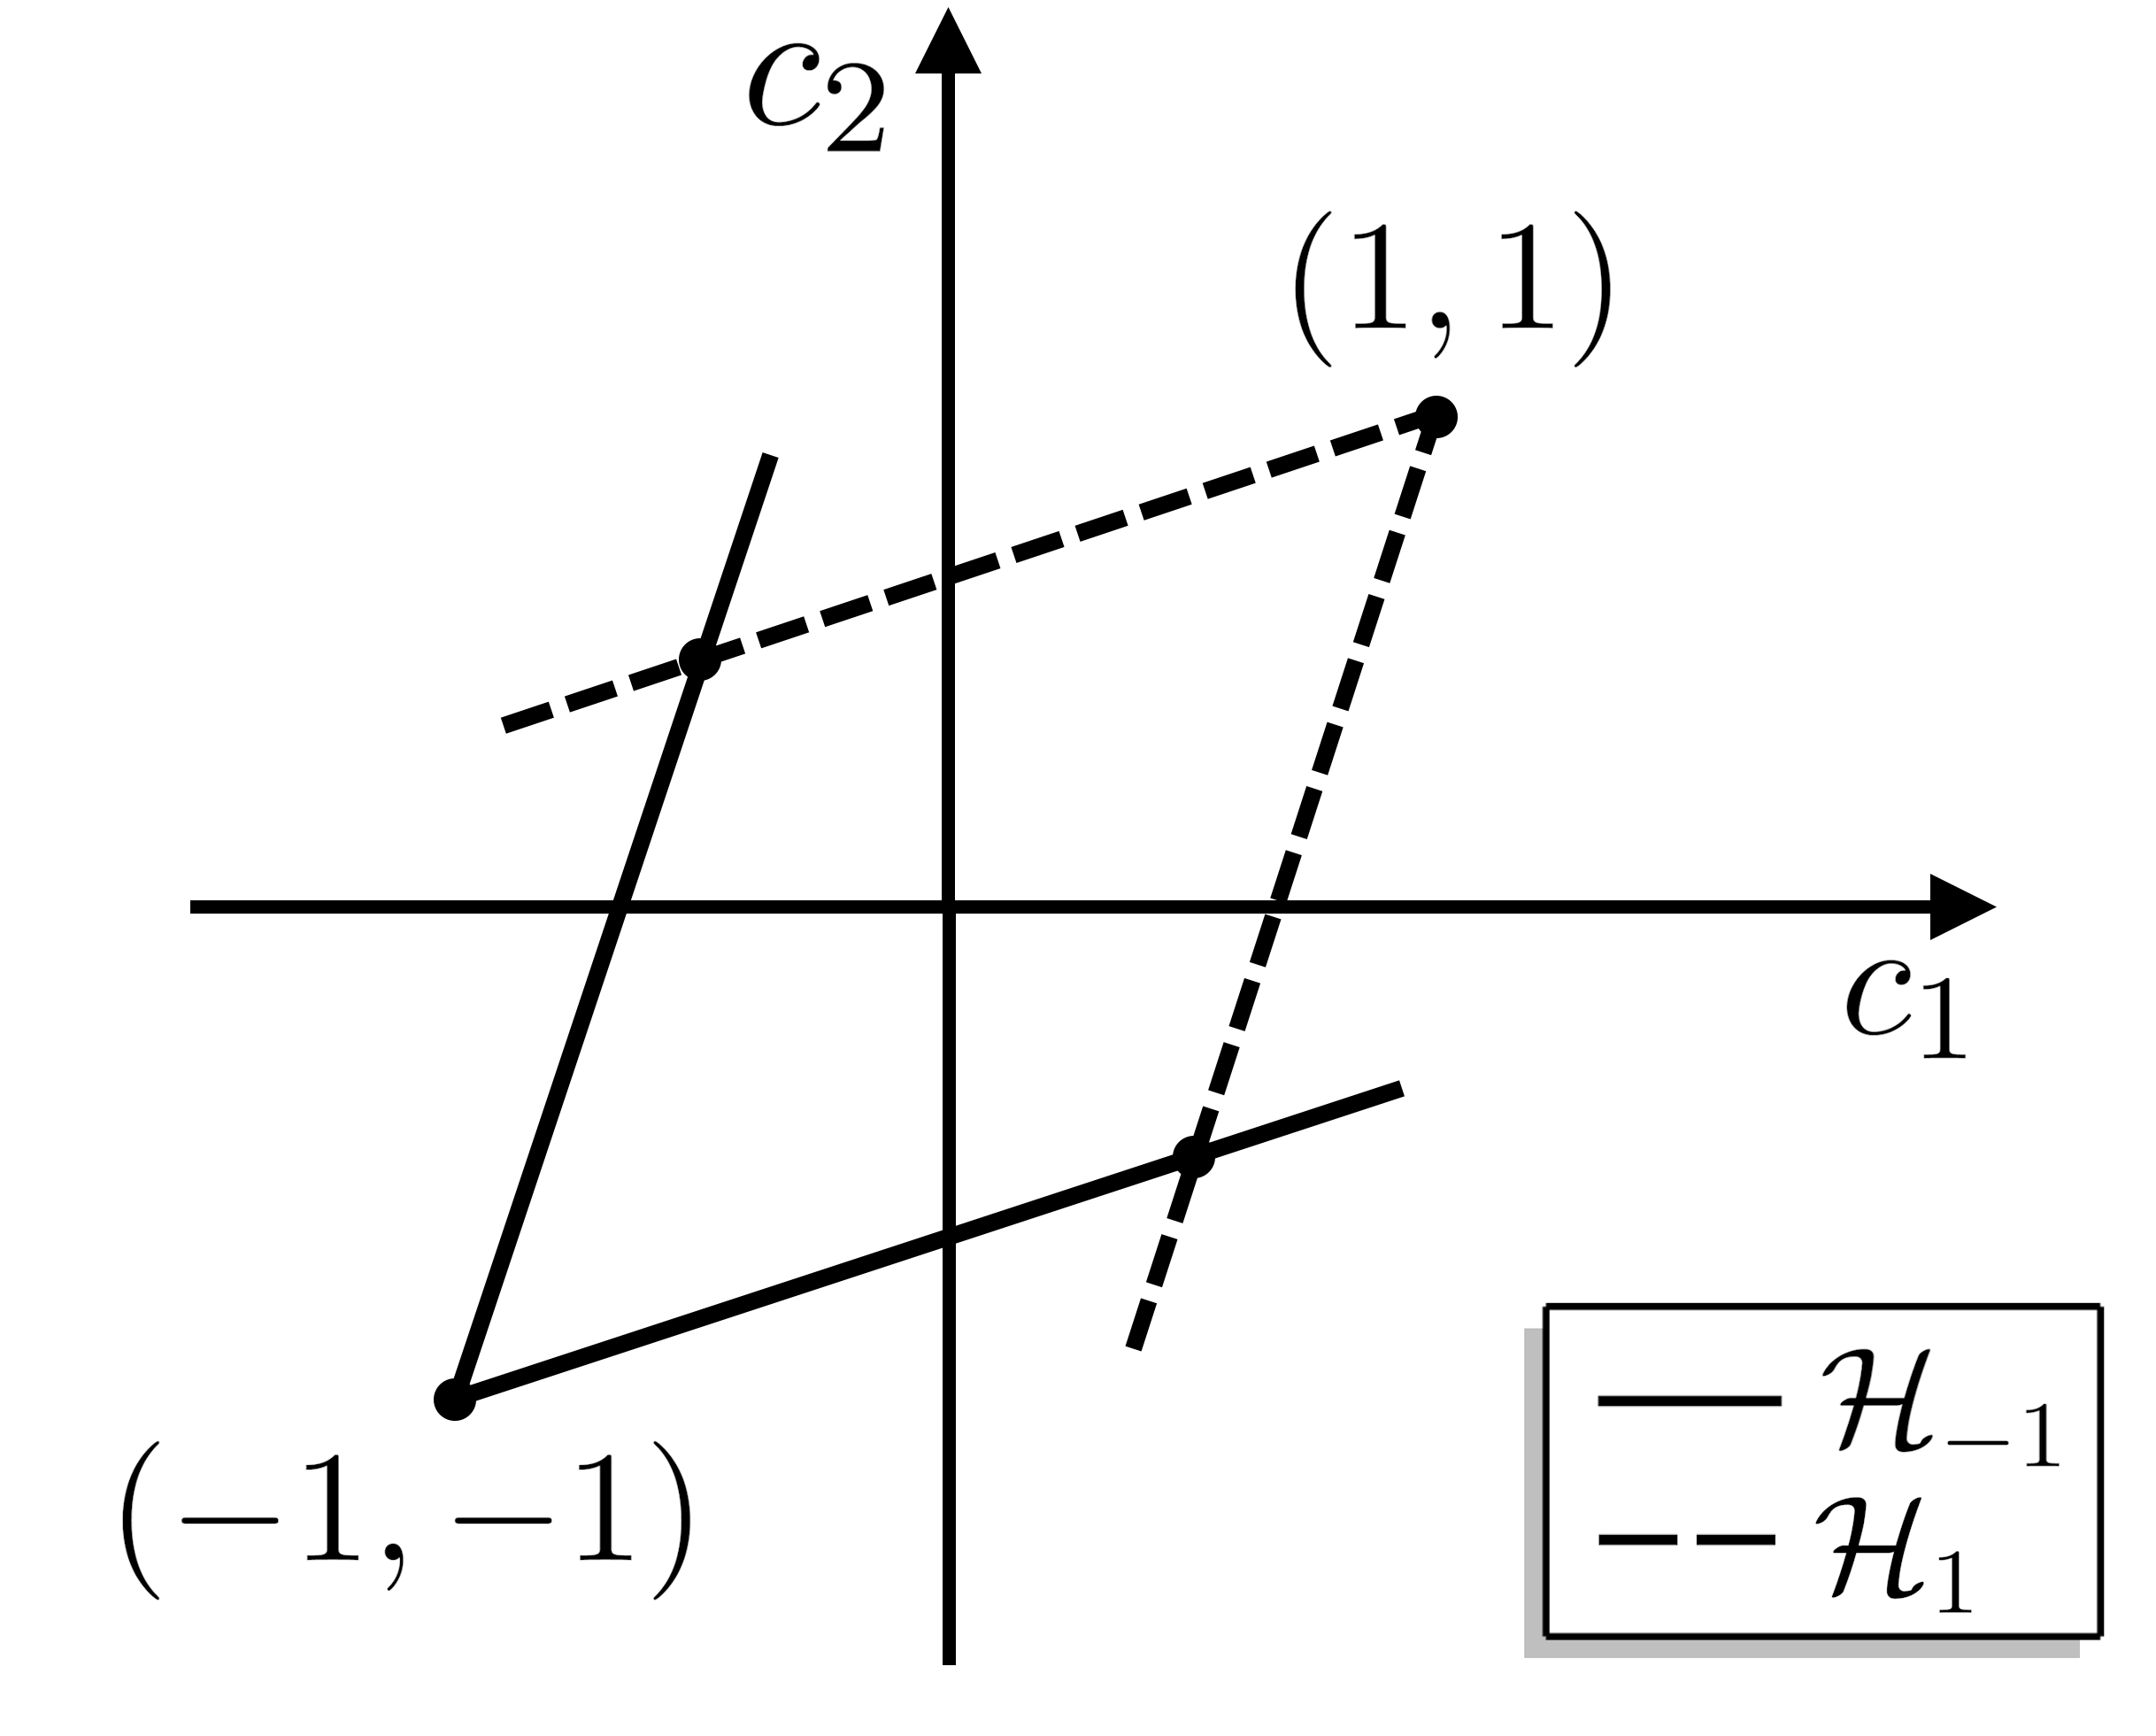 c₂
(1, 1)
c₁
(−1, −1)
ℋ₋₁
ℋ₁